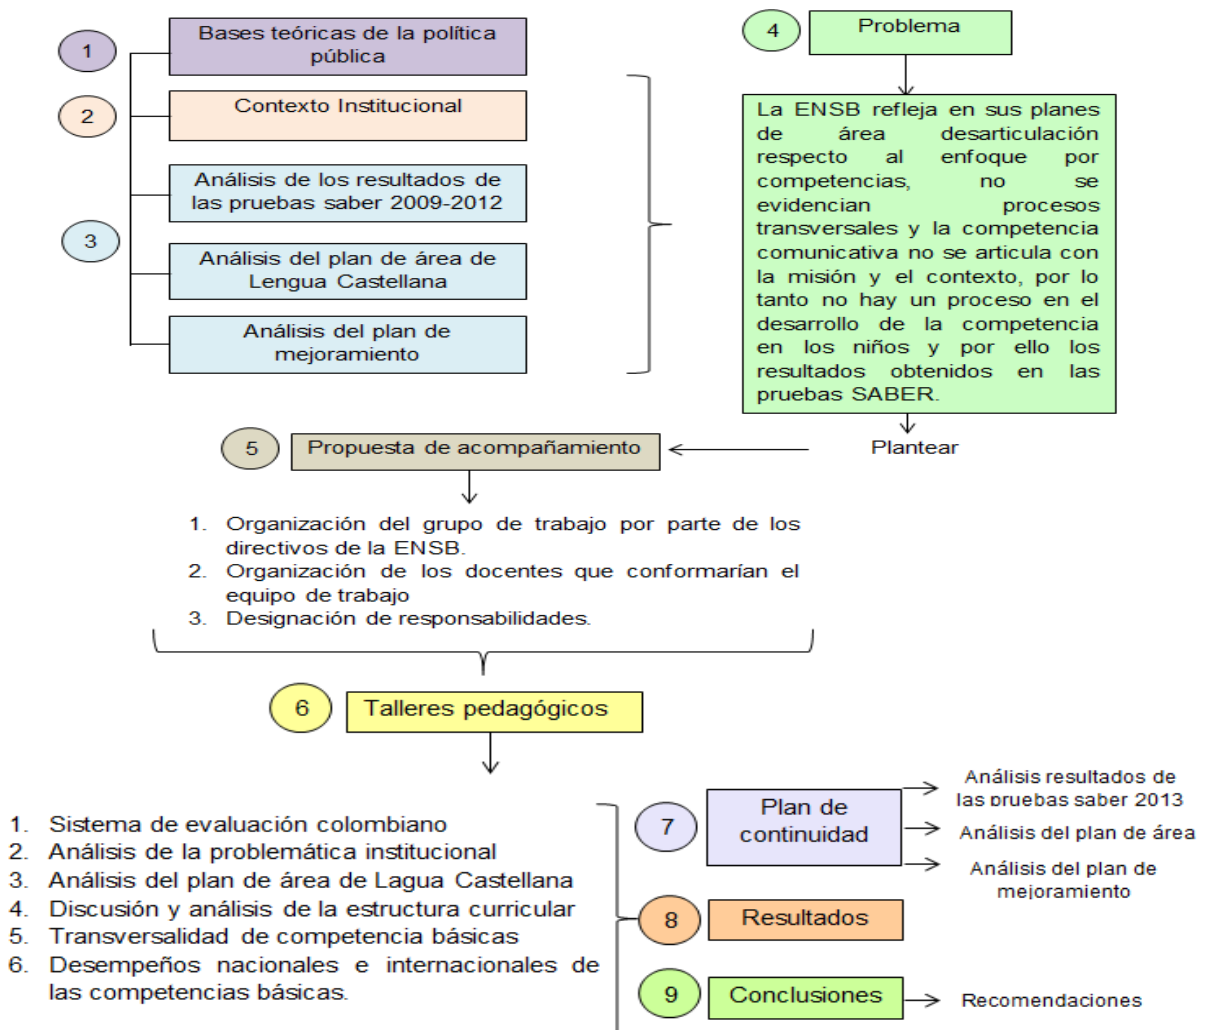 1
Bases teóricas de la política
pública
2
Contexto Institucional
3
Análisis de los resultados de
las pruebas saber 2009-2012
Análisis del plan de área de
Lengua Castellana
Análisis del plan de
mejoramiento
4
Problema
La ENSB refleja en sus planes
de área desarticulación
respecto al enfoque por
competencias, no se
evidencian procesos
transversales y la competencia
comunicativa no se articula con
la misión y el contexto, por lo
tanto no hay un proceso en el
desarrollo de la competencia
en los niños y por ello los
resultados obtenidos en las
pruebas SABER.
Plantear
5
Propuesta de acompañamiento
1. Organización del grupo de trabajo por parte de los
directivos de la ENSB.
2. Organización de los docentes que conformarían el
equipo de trabajo
3. Designación de responsabilidades.
6
Talleres pedagógicos
1. Sistema de evaluación colombiano
2. Análisis de la problemática institucional
3. Análisis del plan de área de Lagua Castellana
4. Discusión y análisis de la estructura curricular
5. Transversalidad de competencia básicas
6. Desempeños nacionales e internacionales de
las competencias básicas.
7
Plan de
continuidad
Análisis resultados de
las pruebas saber 2013
Análisis del plan de área
Análisis del plan de
mejoramiento
8
Resultados
9
Conclusiones
Recomendaciones